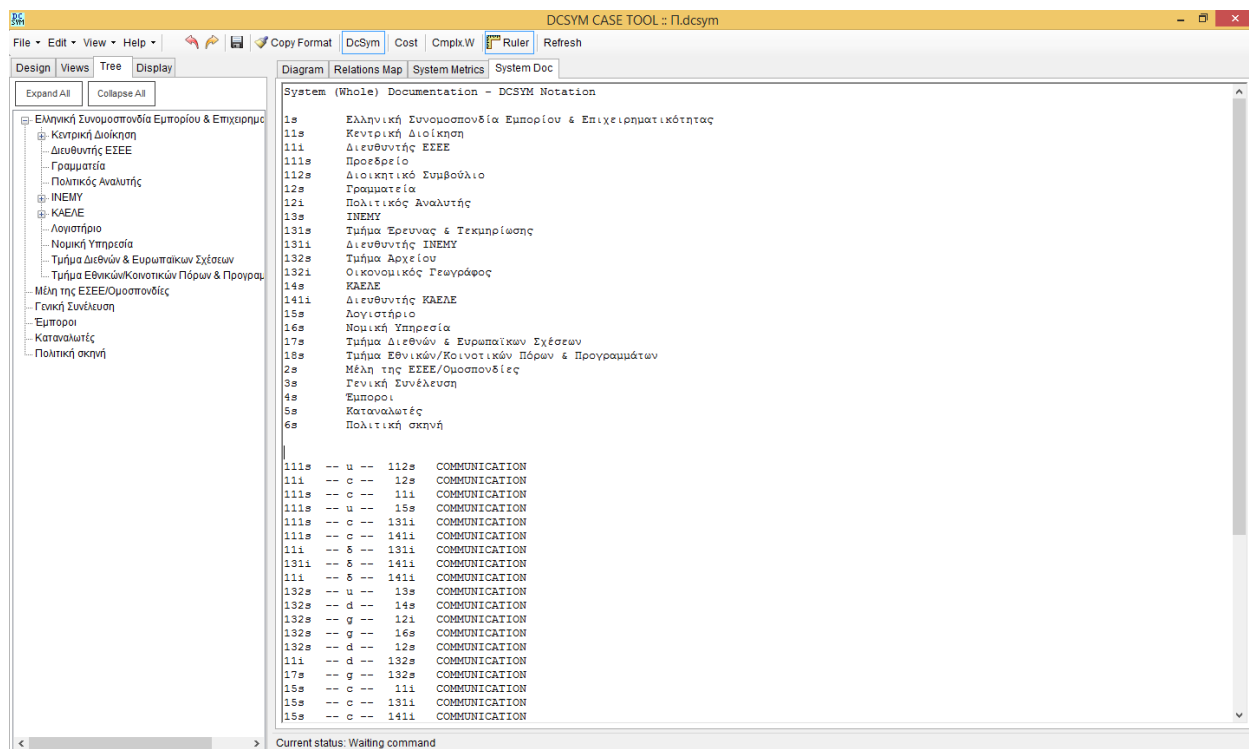 DC SYM
DCSYM CASE TOOL :: Π.dcsym
File Edit View Help Copy Format DcSym Cost Cmplx.W Ruler Refresh
Design Views Tree Display
Expand All Collapse All
Ελληνική Συνομοσπονδία Εμπορίου & Επιχειρημα
Κεντρική Διοίκηση
Διευθυντής ΕΣΕΕ
Γραμματεία
Πολιτικός Αναλυτής
ΙΝΕΜΥ
ΚΑΕΛΕ
Λογιστήριο
Νομική Υπηρεσία
Τμήμα Διεθνών & Ευρωπαϊκων Σχέσεων
Τμήμα Εθνικών/Κοινοτικών Πόρων & Προγραμ
Μέλη της ΕΣΕΕ/Ομοσπονδίες
Γενική Συνέλευση
Έμποροι
Καταναλωτές
Πολιτική σκηνή
Diagram Relations Map System Metrics System Doc
System (Whole) Documentation - DCSYM Notation
1s Ελληνική Συνομοσπονδία Εμπορίου & Επιχειρηματικότητας
11s Κεντρική Διοίκηση
11i Διευθυντής ΕΣΕΕ
111s Προεδρείο
112s Διοικητικό Συμβούλιο
12s Γραμματεία
12i Πολιτικός Αναλυτής
13s ΙΝΕΜΥ
131s Τμήμα Έρευνας & Τεκμηρίωσης
131i Διευθυντής ΙΝΕΜΥ
132s Τμήμα Αρχείου
132i Οικονομικός Γεωγράφος
14s ΚΑΕΛΕ
141i Διευθυντής ΚΑΕΛΕ
15s Λογιστήριο
16s Νομική Υπηρεσία
17s Τμήμα Διεθνών & Ευρωπαϊκων Σχέσεων
18s Τμήμα Εθνικών/Κοινοτικών Πόρων & Προγραμμάτων
2s Μέλη της ΕΣΕΕ/Ομοσπονδίες
3s Γενική Συνέλευση
4s Έμποροι
5s Καταναλωτές
6s Πολιτική σκηνή
111s -- u -- 112s COMMUNICATION
11i -- c -- 12s COMMUNICATION
111s -- c -- 11i COMMUNICATION
111s -- u -- 15s COMMUNICATION
111s -- c -- 131i COMMUNICATION
111s -- c -- 141i COMMUNICATION
11i -- δ -- 131i COMMUNICATION
131i -- δ -- 141i COMMUNICATION
11i -- δ -- 141i COMMUNICATION
132s -- u -- 13s COMMUNICATION
132s -- d -- 14s COMMUNICATION
132s -- g -- 12i COMMUNICATION
132s -- g -- 16s COMMUNICATION
132s -- d -- 12s COMMUNICATION
11i -- d -- 132s COMMUNICATION
17s -- g -- 132s COMMUNICATION
15s -- c -- 11i COMMUNICATION
15s -- c -- 131i COMMUNICATION
15s -- c -- 141i COMMUNICATION
Current status: Waiting command